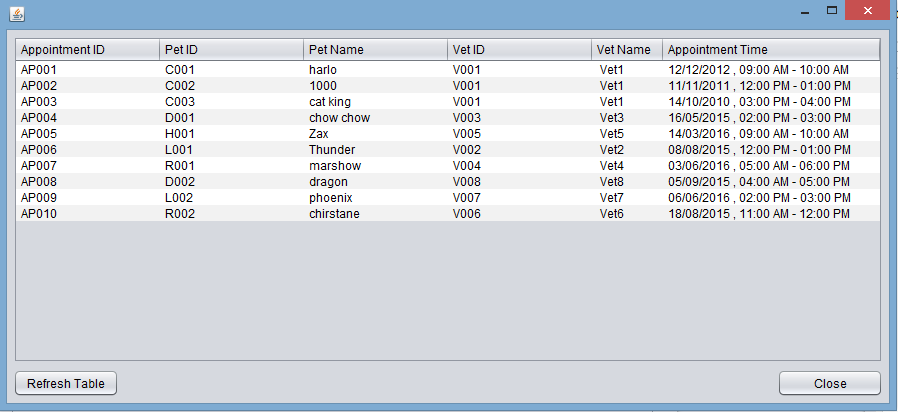 Appointment ID Pet ID Pet Name Vet ID Vet Name Appointment Time
AP001 C001 harlo V001 Vet1 12/12/2012 , 09:00 AM - 10:00 AM
AP002 C002 1000 V001 Vet1 11/11/2011 , 12:00 PM - 01:00 PM
AP003 C003 cat king V001 Vet1 14/10/2010 , 03:00 PM - 04:00 PM
AP004 D001 chow chow V003 Vet3 16/05/2015 , 02:00 PM - 03:00 PM
AP005 H001 Zax V005 Vet5 14/03/2016 , 09:00 AM - 10:00 AM
AP006 L001 Thunder V002 Vet2 08/08/2015 , 12:00 PM - 01:00 PM
AP007 R001 marshow V004 Vet4 03/06/2016 , 05:00 AM - 06:00 PM
AP008 D002 dragon V008 Vet8 05/09/2015 , 04:00 AM - 05:00 PM
AP009 L002 phoenix V007 Vet7 06/06/2016 , 02:00 PM - 03:00 PM
AP010 R002 chirstane V006 Vet6 18/08/2015 , 11:00 AM - 12:00 PM
Refresh Table Close